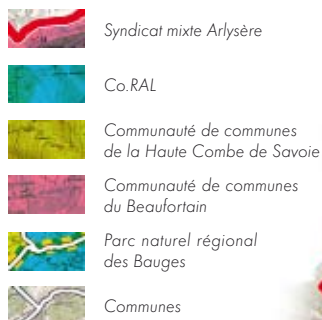 Syndicat mixte Arlysère
Co.RAL
Communauté de communes
de la Haute Combe de Savoie
Communauté de communes
du Beaufortain
Parc naturel régional
des Bauges
Communes